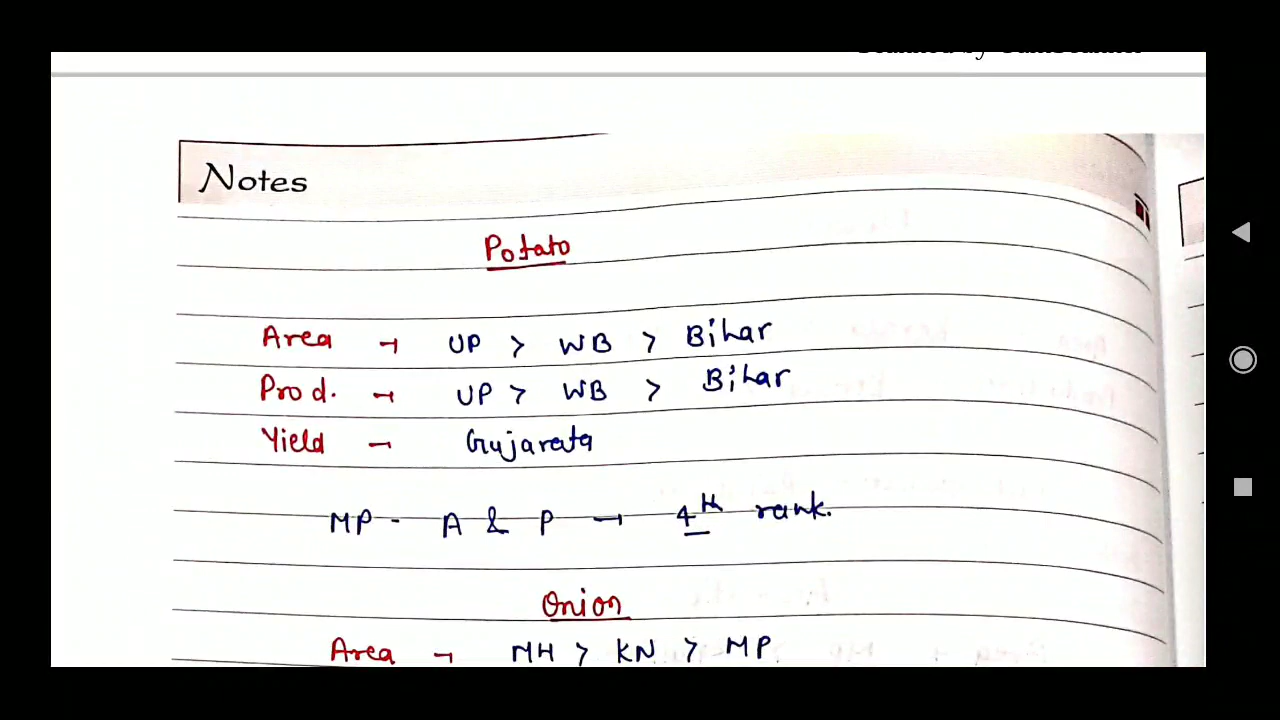 Notes
Potato
Area → UP > WB > Bihar
Prod. → UP > WB > Bihar
Yield → Gujarata
MP - A & P → 4th rank.
Onion
Area → MH > KN > MP